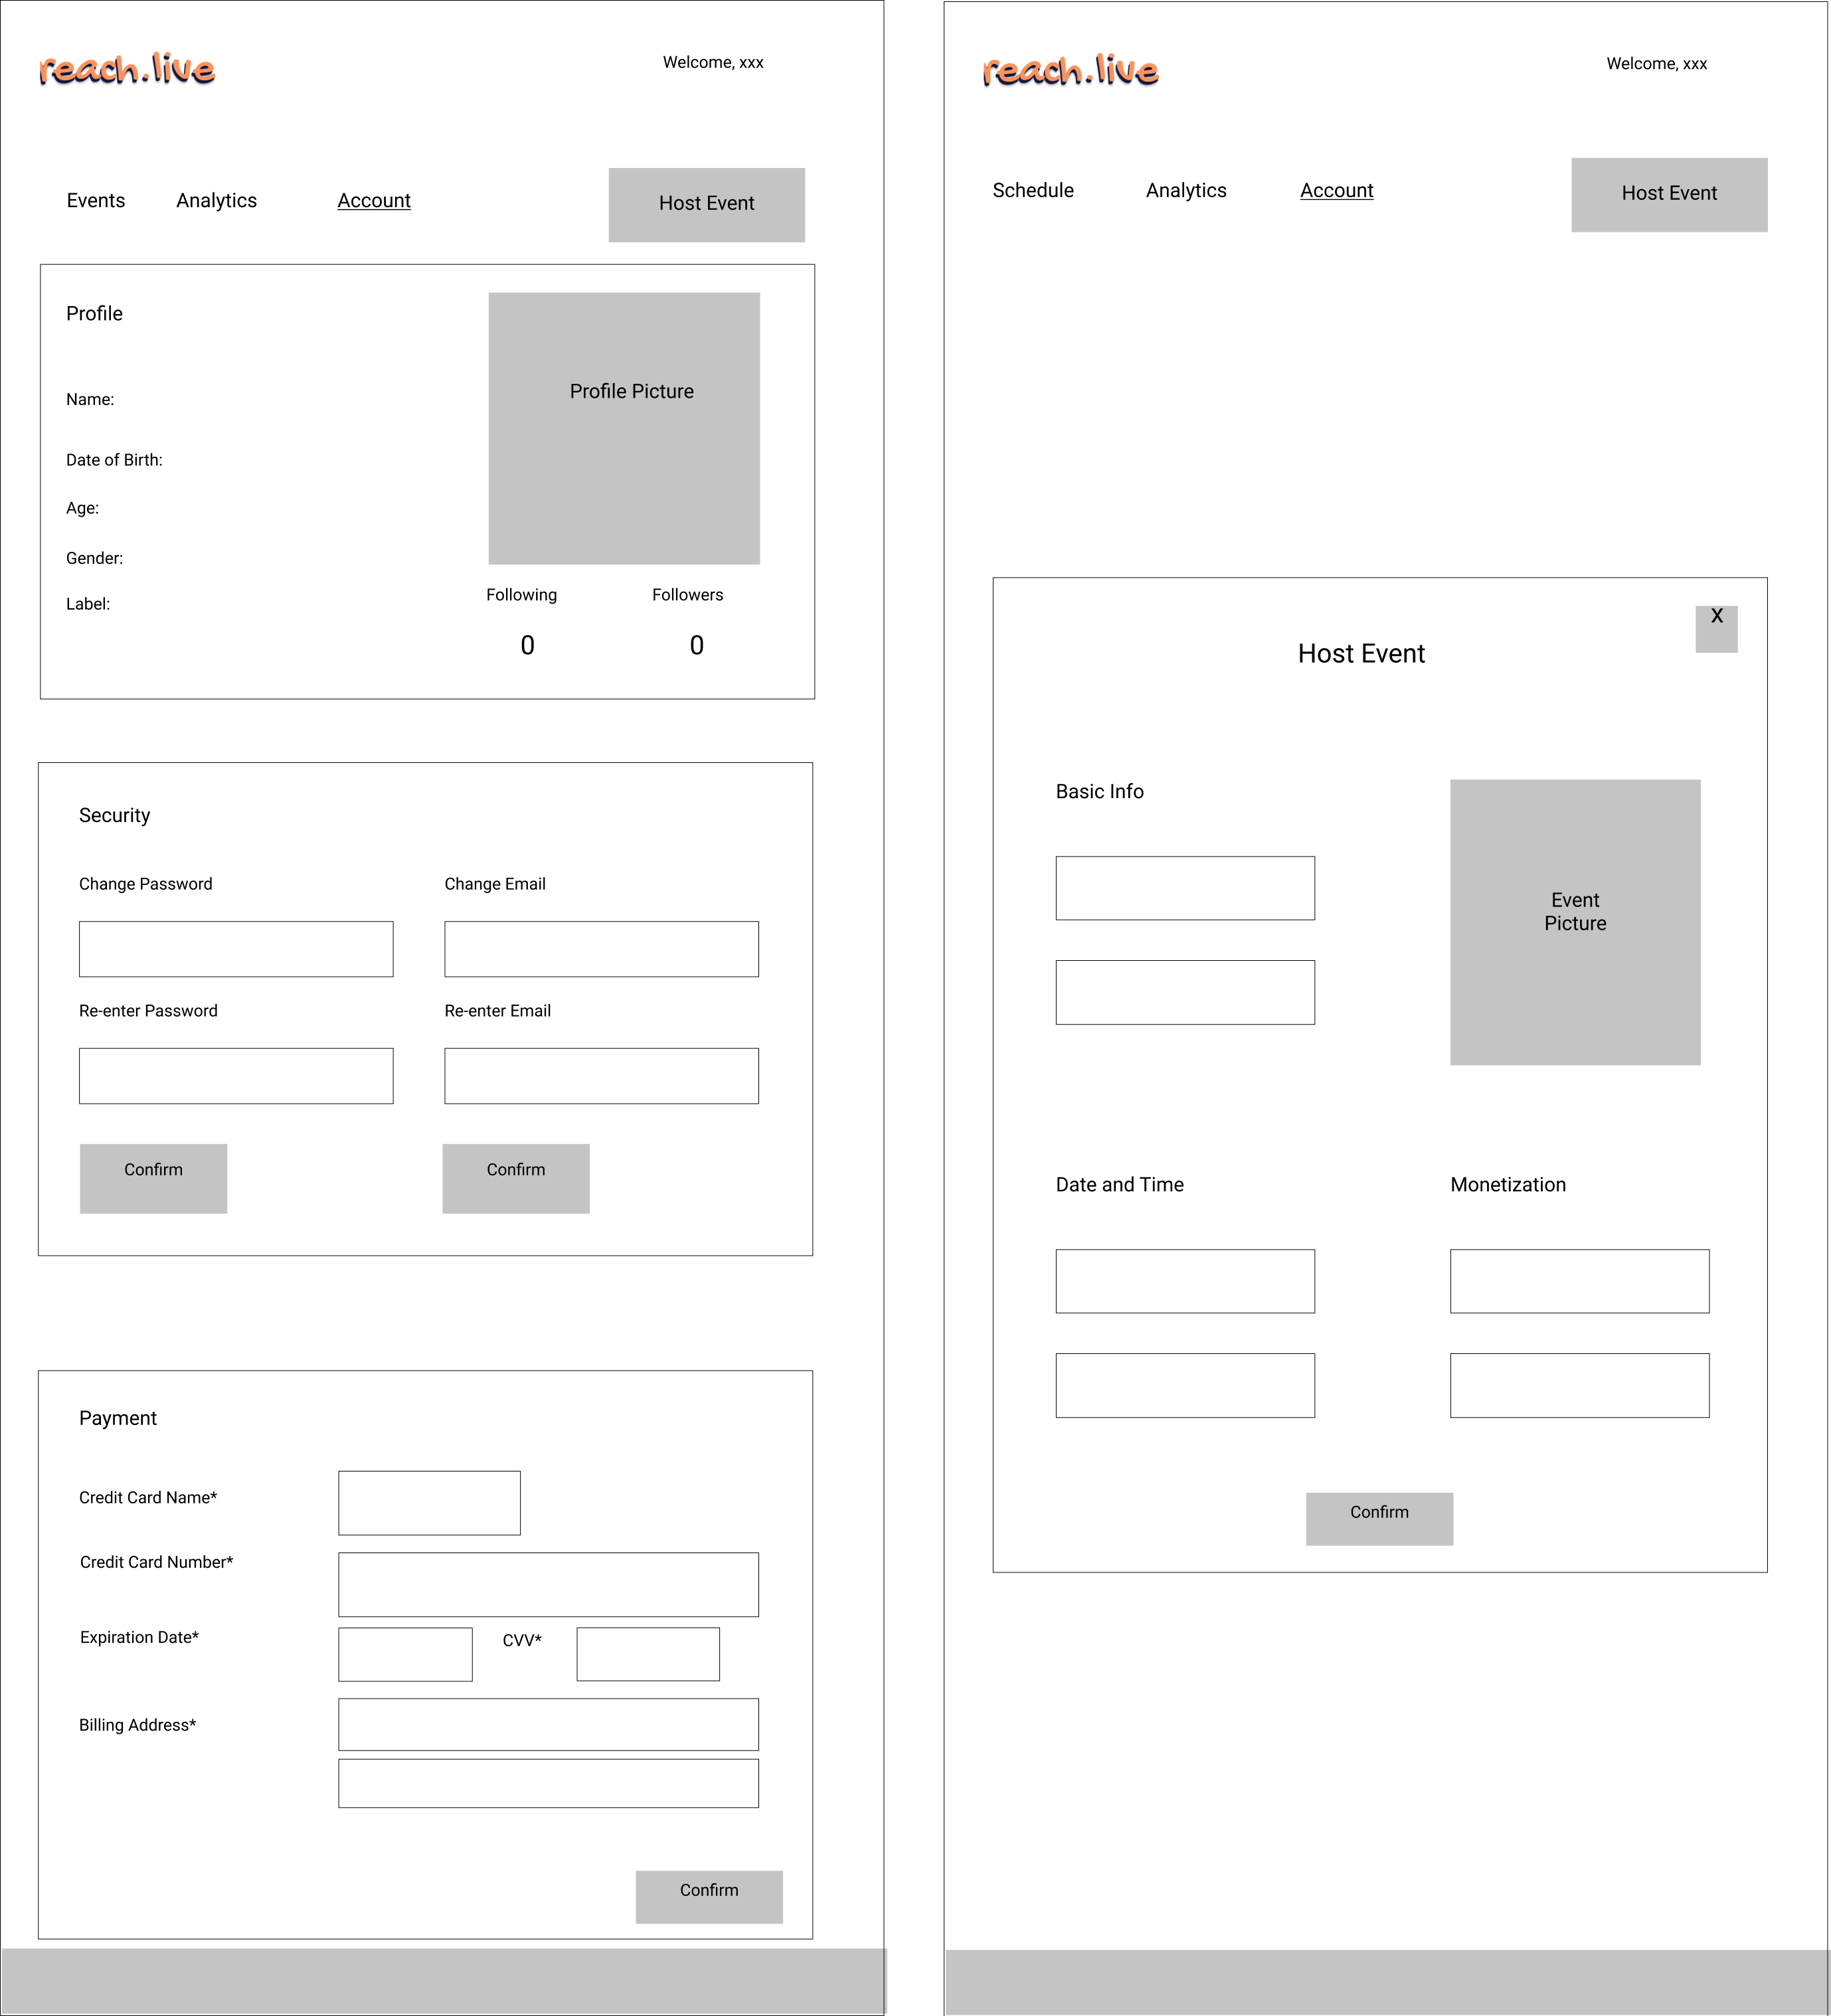 reach.live
Welcome, xxx
Events
Analytics
Account
Host Event
Profile
Profile Picture
Name:
Date of Birth:
Age:
Gender:
Label:
Following
Followers
0
0
Security
Change Password
Change Email
Re-enter Password
Re-enter Email
Confirm
Confirm
Payment
Credit Card Name*
Credit Card Number*
Expiration Date*
CVV*
Billing Address*
Confirm
reach.live
Welcome, xxx
Schedule
Analytics
Account
Host Event
X
Host Event
Basic Info
Event
Picture
Date and Time
Monetization
Confirm